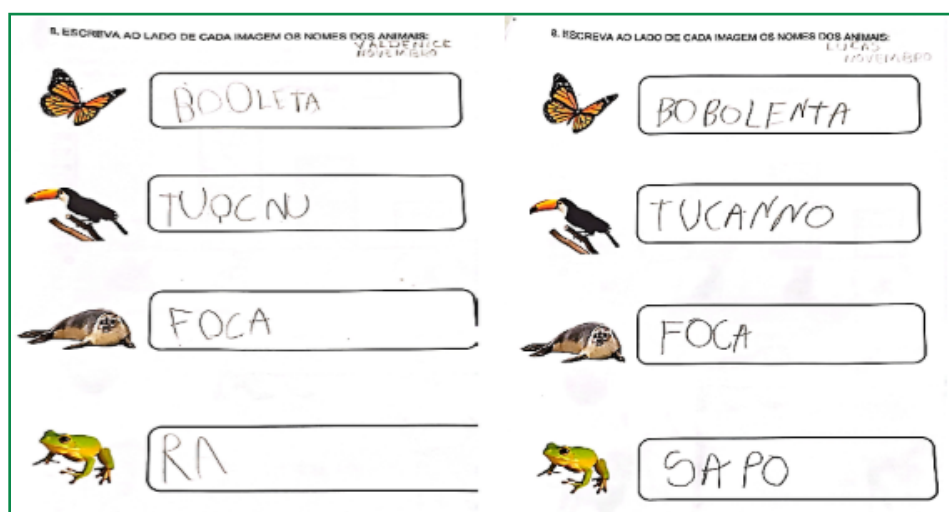 8. ESCREVA AO LADO DE CADA IMAGEM OS NOMES DOS ANIMAIS:
VALDENICE
NOVEMBRO
BOOLETA
TUQCNU
FOCA
RA
8. ESCREVA AO LADO DE CADA IMAGEM OS NOMES DOS ANIMAIS:
LUCAS
NOVEMBRO
BOBOLENTA
TUCANNO
FOCA
SAPO